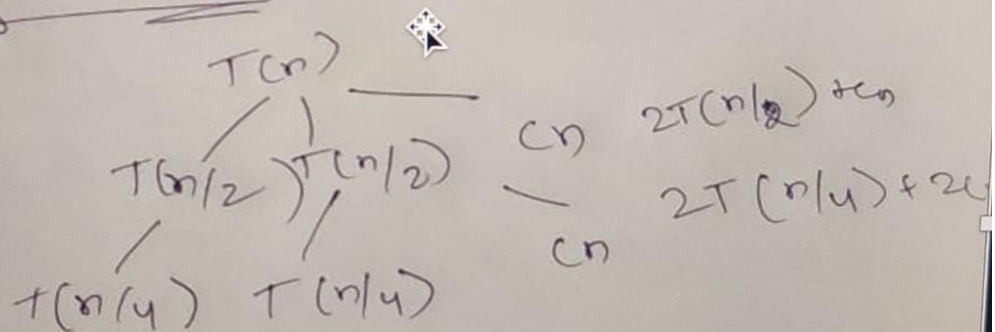 T(n)
cn 2T(n/2) + cn
T(n/2) T(n/2)
2T(n/4) + 2c
cn
T(n/4) T(n/4)